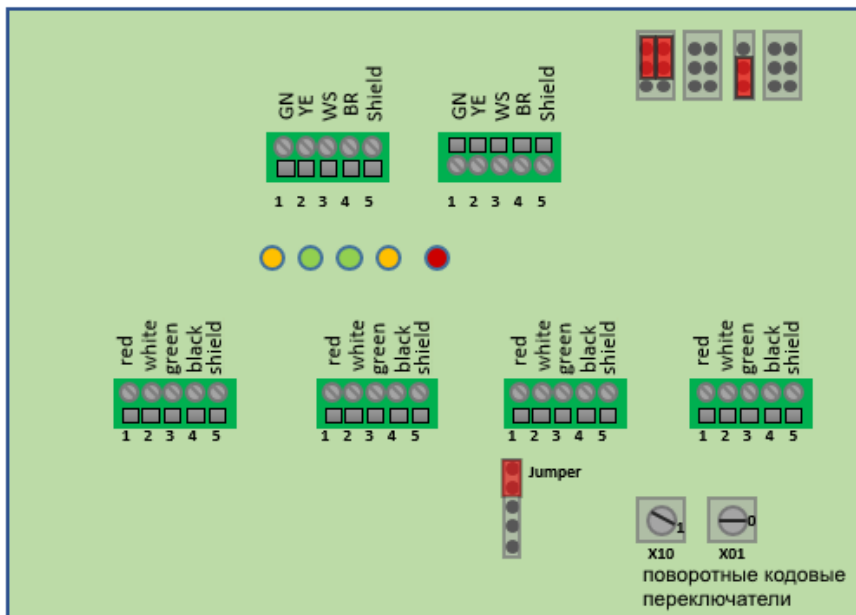 GN YE WS BR Shield
GN YE WS BR Shield
1 2 3 4 5
1 2 3 4 5
red white green black shield
red white green black shield
red white green black shield
red white green black shield
1 2 3 4 5
1 2 3 4 5
1 2 3 4 5
1 2 3 4 5
Jumper
1
0
X10
X01
поворотные кодовые
переключатели